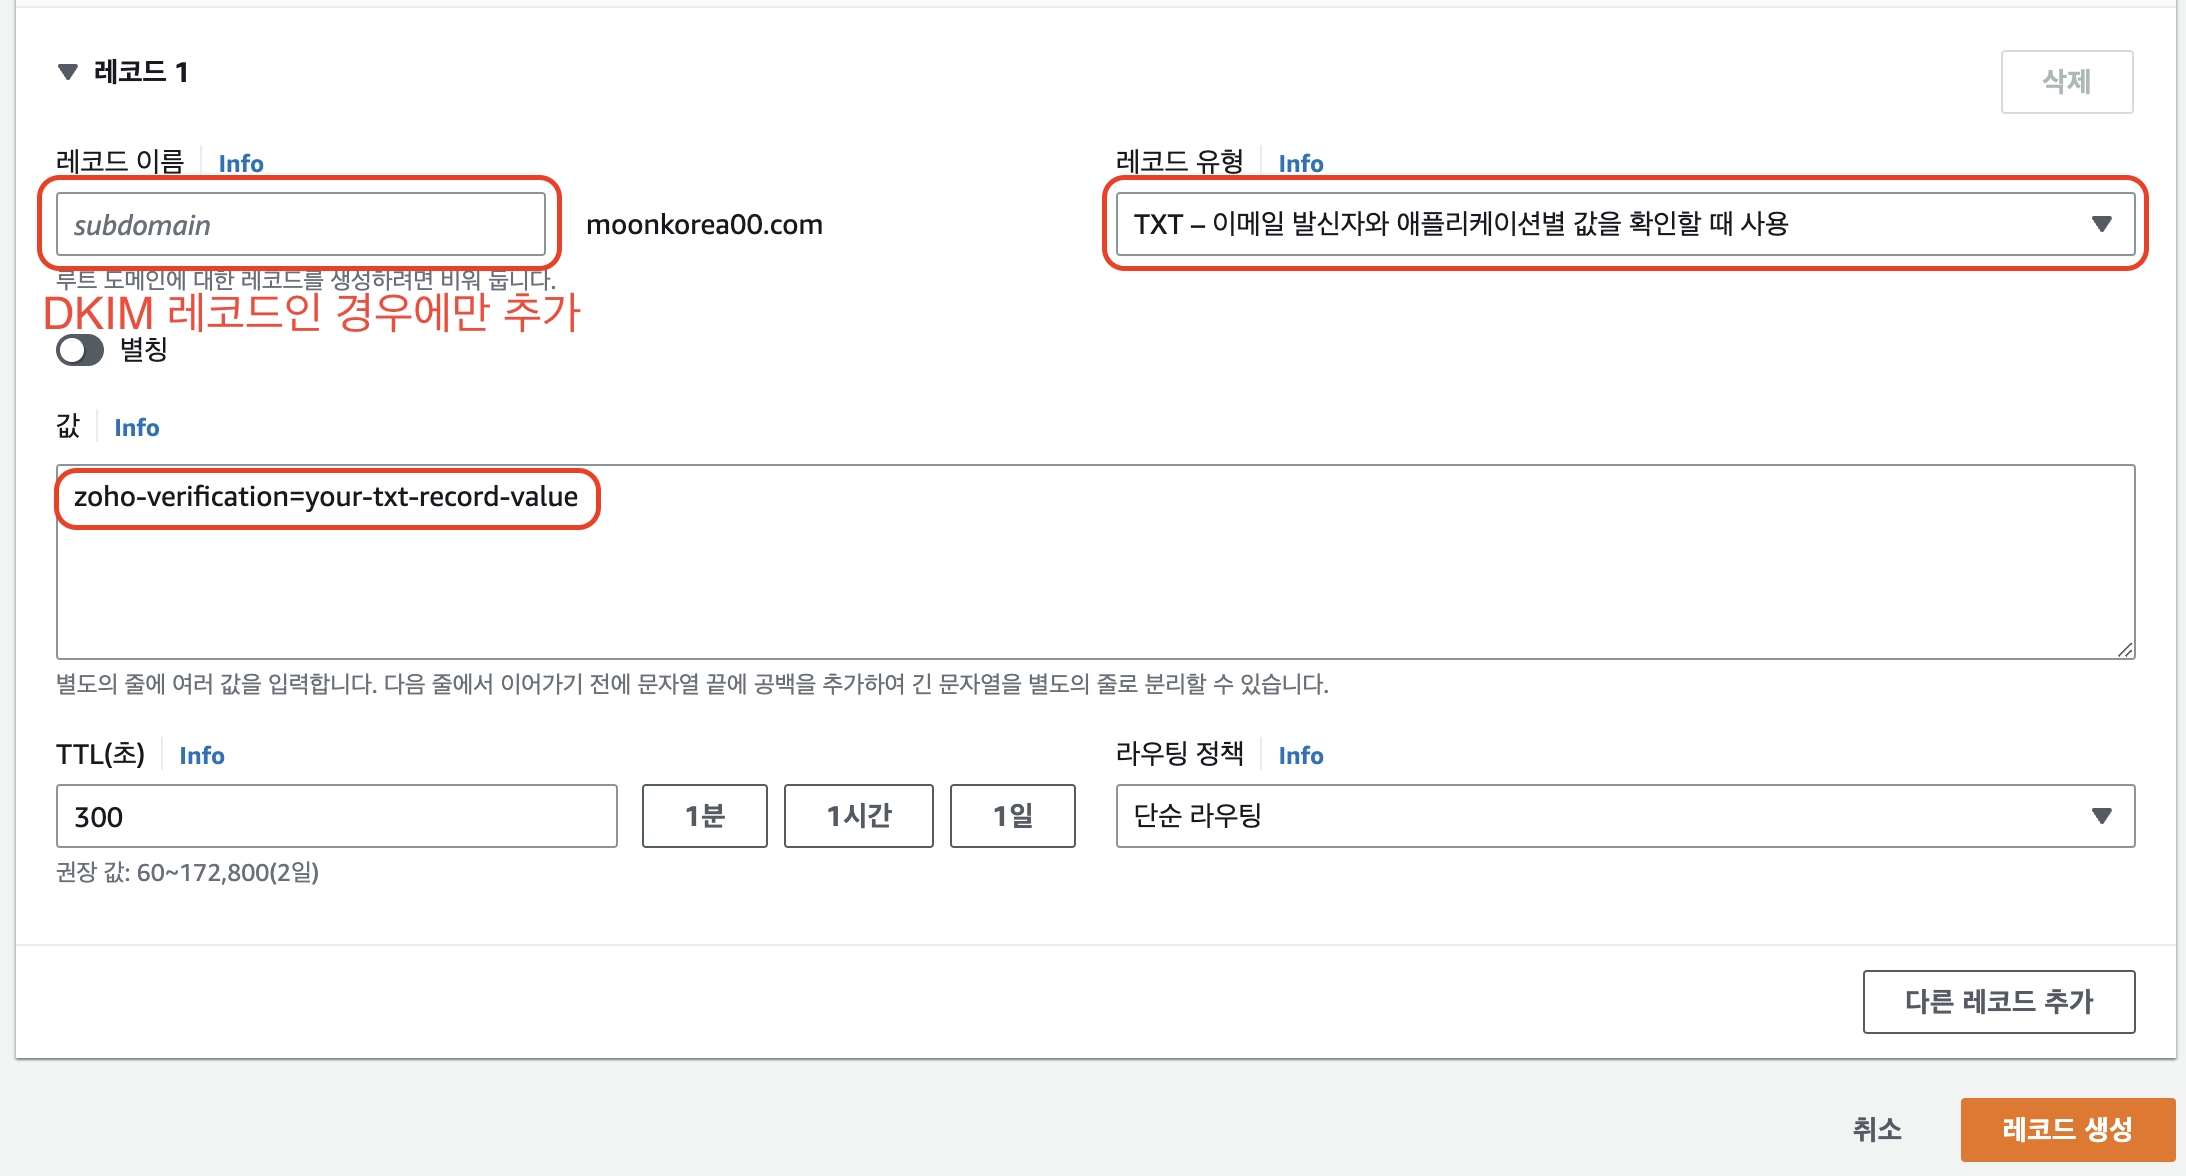 ▼ 레코드 1
삭제
레코드 이름 Info
레코드 유형 Info
subdomain
moonkorea00.com
TXT – 이메일 발신자와 애플리케이션별 값을 확인할 때 사용
루트 도메인에 대한 레코드를 생성하려면 비워 둡니다.
DKIM 레코드인 경우에만 추가
별칭
값 Info
zoho-verification=your-txt-record-value
별도의 줄에 여러 값을 입력합니다. 다음 줄에서 이어가기 전에 문자열 끝에 공백을 추가하여 긴 문자열을 별도의 줄로 분리할 수 있습니다.
TTL(초) Info
라우팅 정책 Info
300
1분
1시간
1일
단순 라우팅
권장 값: 60~172,800(2일)
다른 레코드 추가
취소
레코드 생성